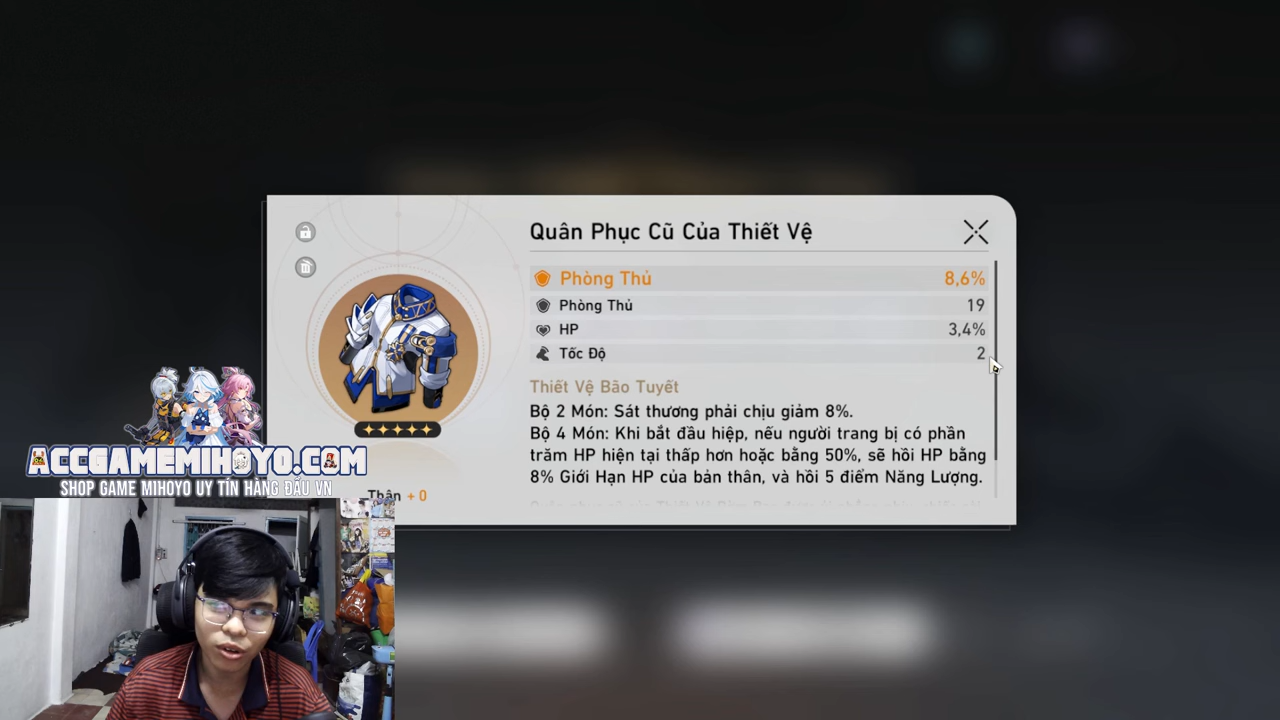 Quân Phục Cũ Của Thiết Vệ
Phòng Thủ 8,6%
Phòng Thủ 19
HP 3,4%
Tốc Độ 2
Thiết Vệ Bão Tuyết
Bộ 2 Món: Sát thương phải chịu giảm 8%.
Bộ 4 Món: Khi bắt đầu hiệp, nếu người trang bị có phần
trăm HP hiện tại thấp hơn hoặc bằng 50%, sẽ hồi HP bằng
8% Giới Hạn HP của bản thân, và hồi 5 điểm Năng Lượng.
Thân + 0
ACCGAMEMIHOYO.COM
SHOP GAME MIHOYO UY TÍN HÀNG ĐẦU VN